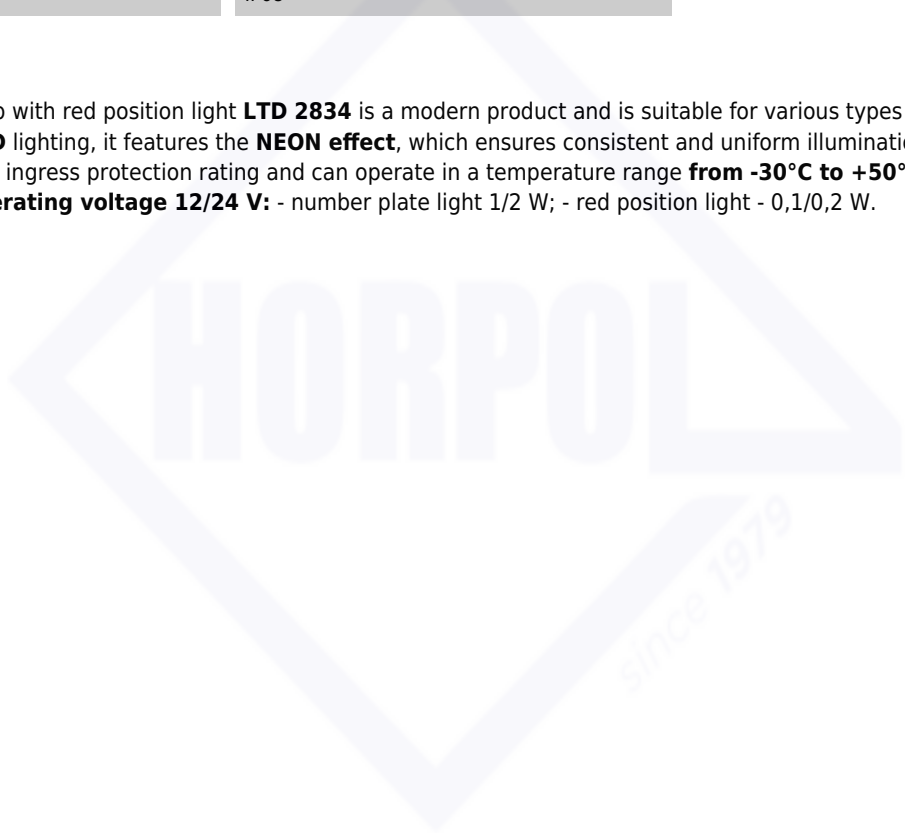 with red position light LTD 2834 is a modern product and is suitable for various types
lighting, it features the NEON effect, which ensures consistent and uniform
ingress protection rating and can operate in a temperature range from -30°C to +50°
voltage 12/24 V: - number plate light 1/2 W; - red position light - 0,1/0,2 W.
HORPOL
since 1979